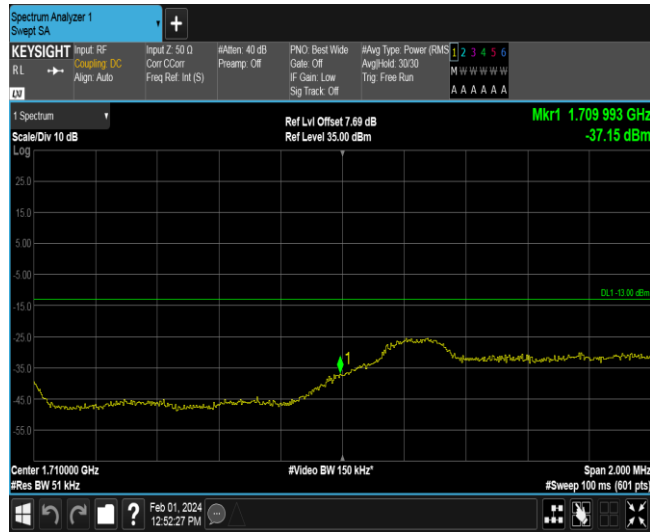 Spectrum Analyzer 1
Swept SA
KEYSIGHT
RL
LXI
Input: RF
Coupling: DC
Align: Auto
Input Z: 50 Ω
Corr CCorr
Freq Ref: Int (S)
#Atten: 40 dB
Preamp: Off
PNO: Best Wide
Gate: Off
IF Gain: Low
Sig Track: Off
#Avg Type: Power (RMS
Avg|Hold: 30/30
Trig: Free Run
1 2 3 4 5 6
M W W W W W
A A A A A A
1 Spectrum
Scale/Div 10 dB
Log
Ref Lvl Offset 7.69 dB
Ref Level 35.00 dBm
Mkr1 1.709 993 GHz
-37.15 dBm
25.0
15.0
5.00
-5.00
DL1 -13.00 dBm
-15.0
-25.0
1
-35.0
-45.0
-55.0
Center 1.710000 GHz
#Video BW 150 kHz*
Span 2.000 MHz
#Res BW 51 kHz
#Sweep 100 ms (601 pts)
?
Feb 01, 2024
12:52:27 PM